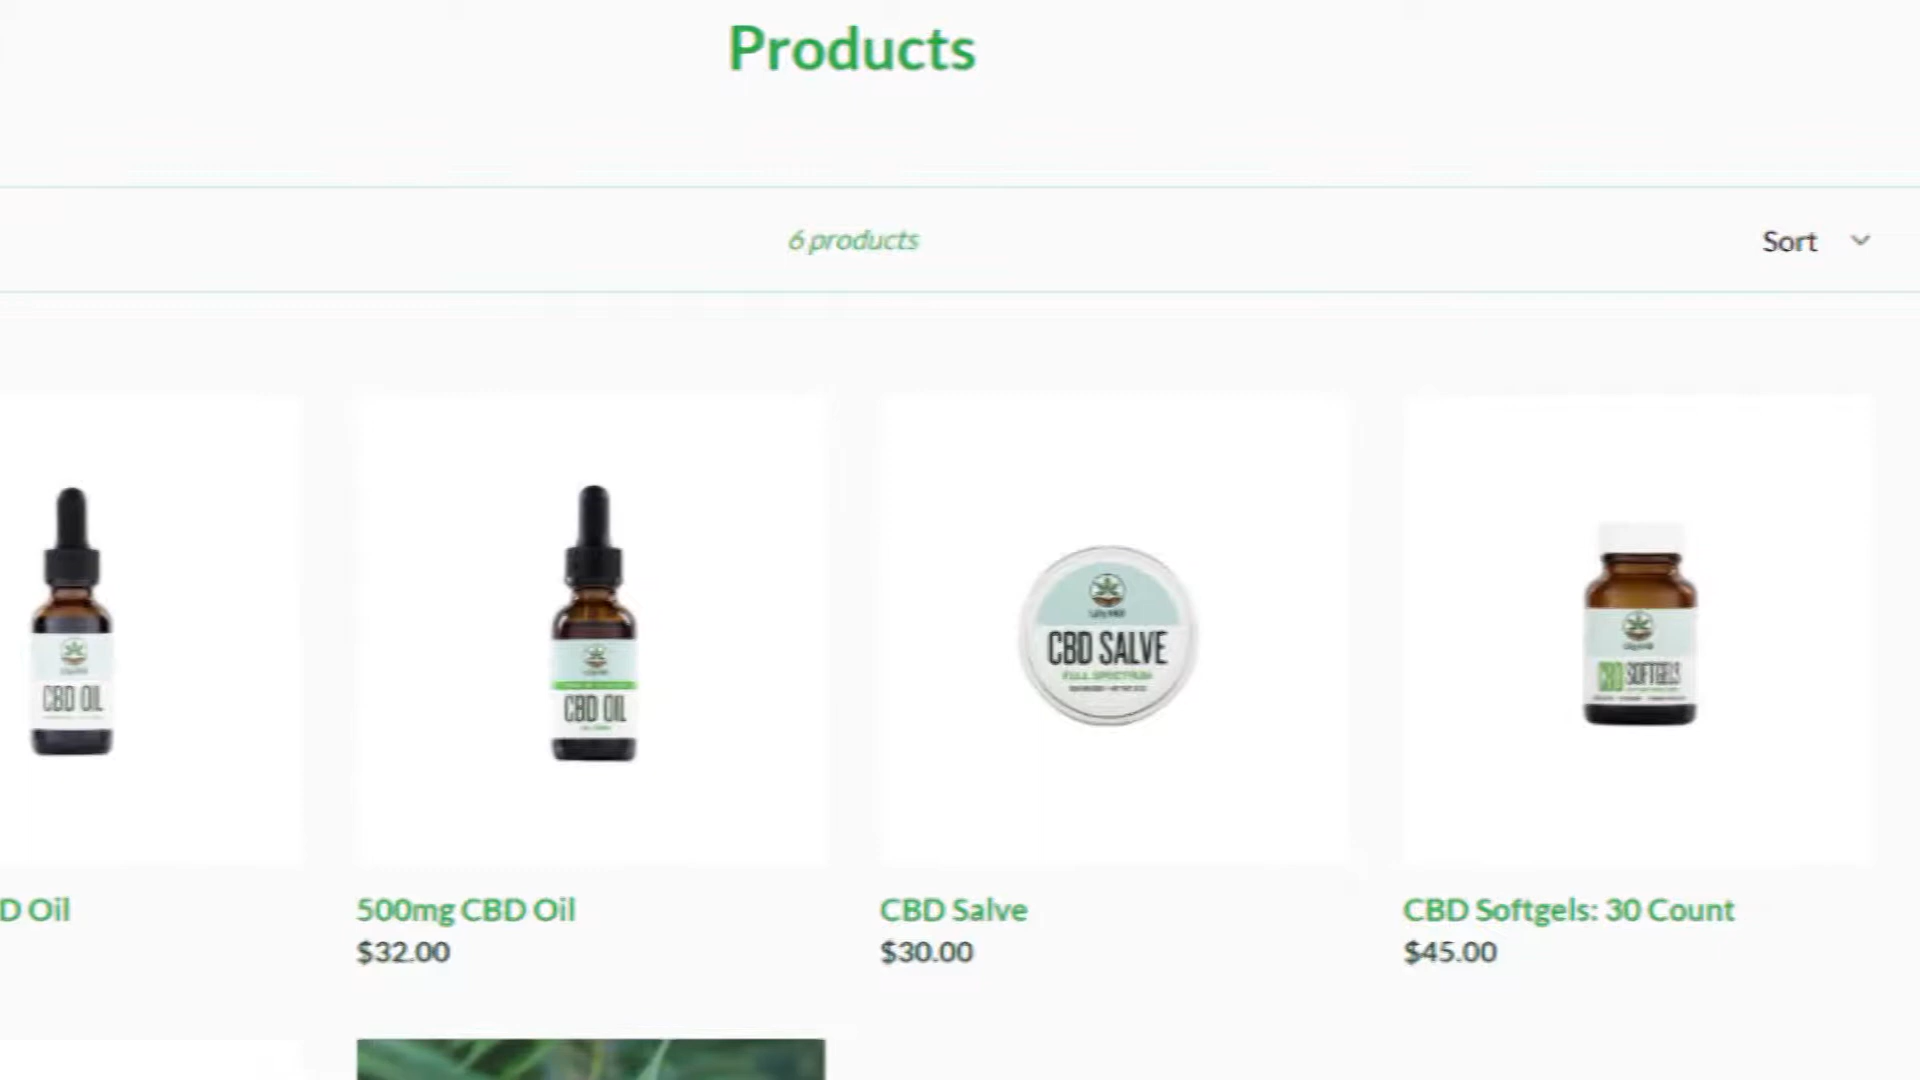 Products
6 products
Sort
CBD OIL
CBD OIL
CBD SALVE
FULL SPECTRUM
CBD SOFTGELS
D Oil
500mg CBD Oil
$32.00
CBD Salve
$30.00
CBD Softgels: 30 Count
$45.00